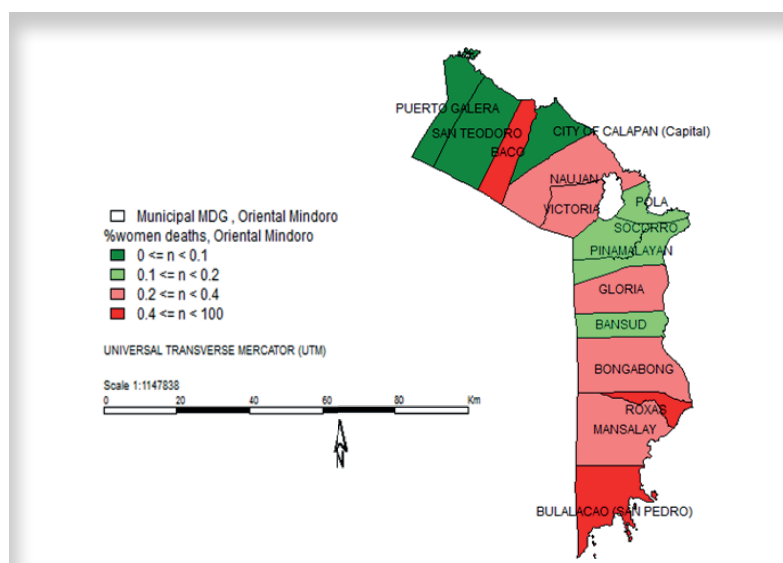 PUERTO GALERA
SAN TEODORO
CITY OF CALAPAN (Capital)
BACO
NAUJAN
VICTORIA
POLA
SOCORRO
PINAMALAYAN
GLORIA
BANSUD
BONGABONG
ROXAS
MANSALAY
BULALACAO (SAN PEDRO)
Municipal MDG , Oriental Mindoro
%women deaths, Oriental Mindoro
0 <= n < 0.1
0.1 <= n < 0.2
0.2 <= n < 0.4
0.4 <= n < 100
UNIVERSAL TRANSVERSE MERCATOR (UTM)
Scale 1:1147838
0 20 40 60 80 Km